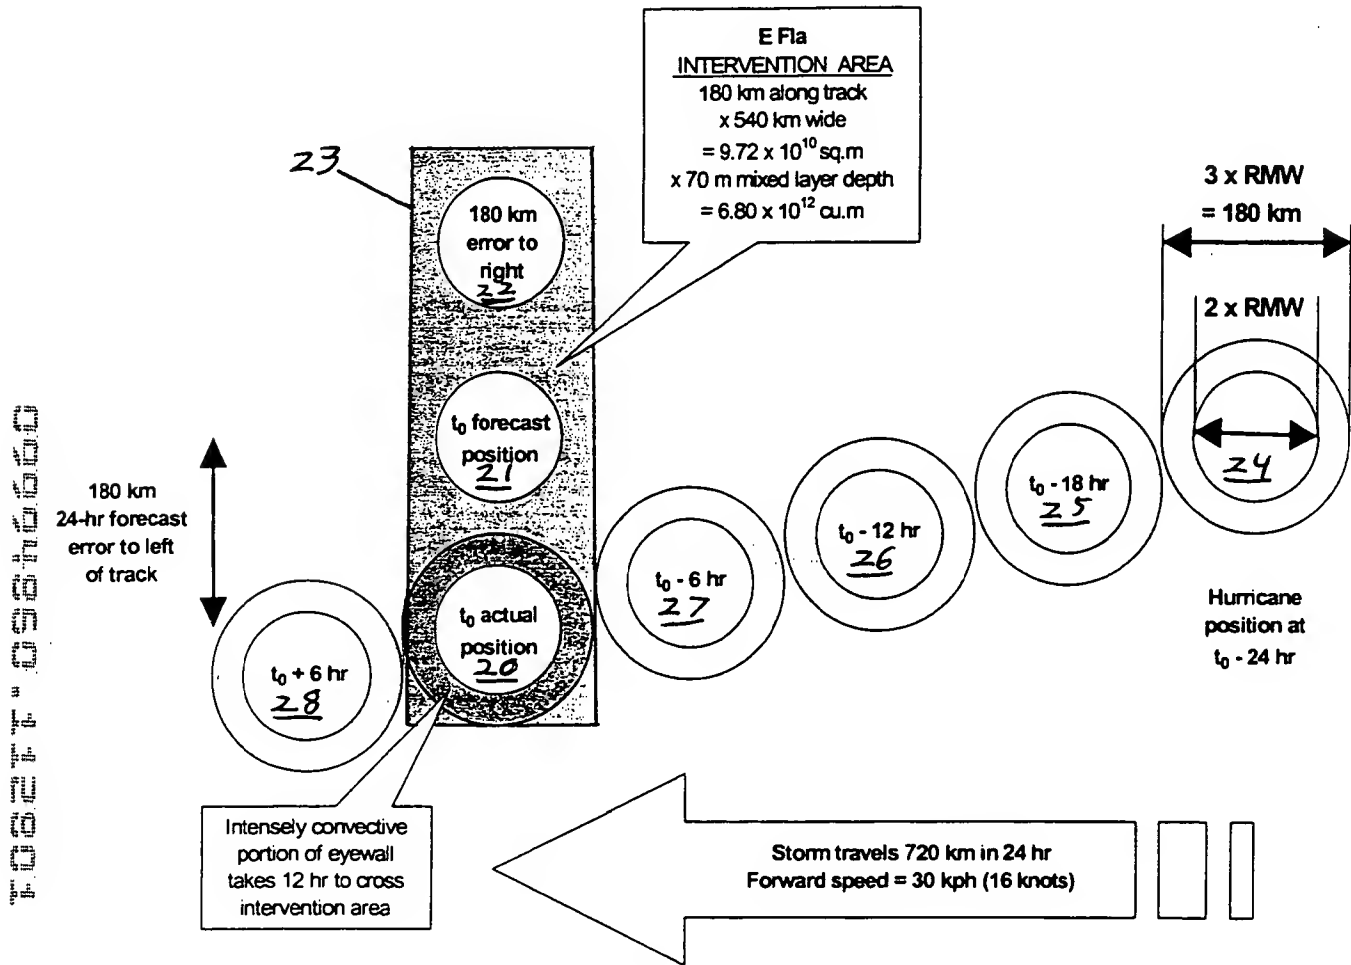 E Fla
INTERVENTION AREA
180 km along track
x 540 km wide
= 9.72 x 10¹⁰ sq.m
x 70 m mixed layer depth
= 6.80 x 10¹² cu.m
23
180 km
error to
right
22
3 x RMW
= 180 km
2 x RMW
24
t₀ forecast
position
21
180 km
24-hr forecast
error to left
of track
t₀ - 18 hr
25
t₀ - 12 hr
26
t₀ - 6 hr
27
t₀ actual
position
20
t₀ + 6 hr
28
Hurricane
position at
t₀ - 24 hr
Intensely convective
portion of eyewall
takes 12 hr to cross
intervention area
Storm travels 720 km in 24 hr
Forward speed = 30 kph (16 knots)